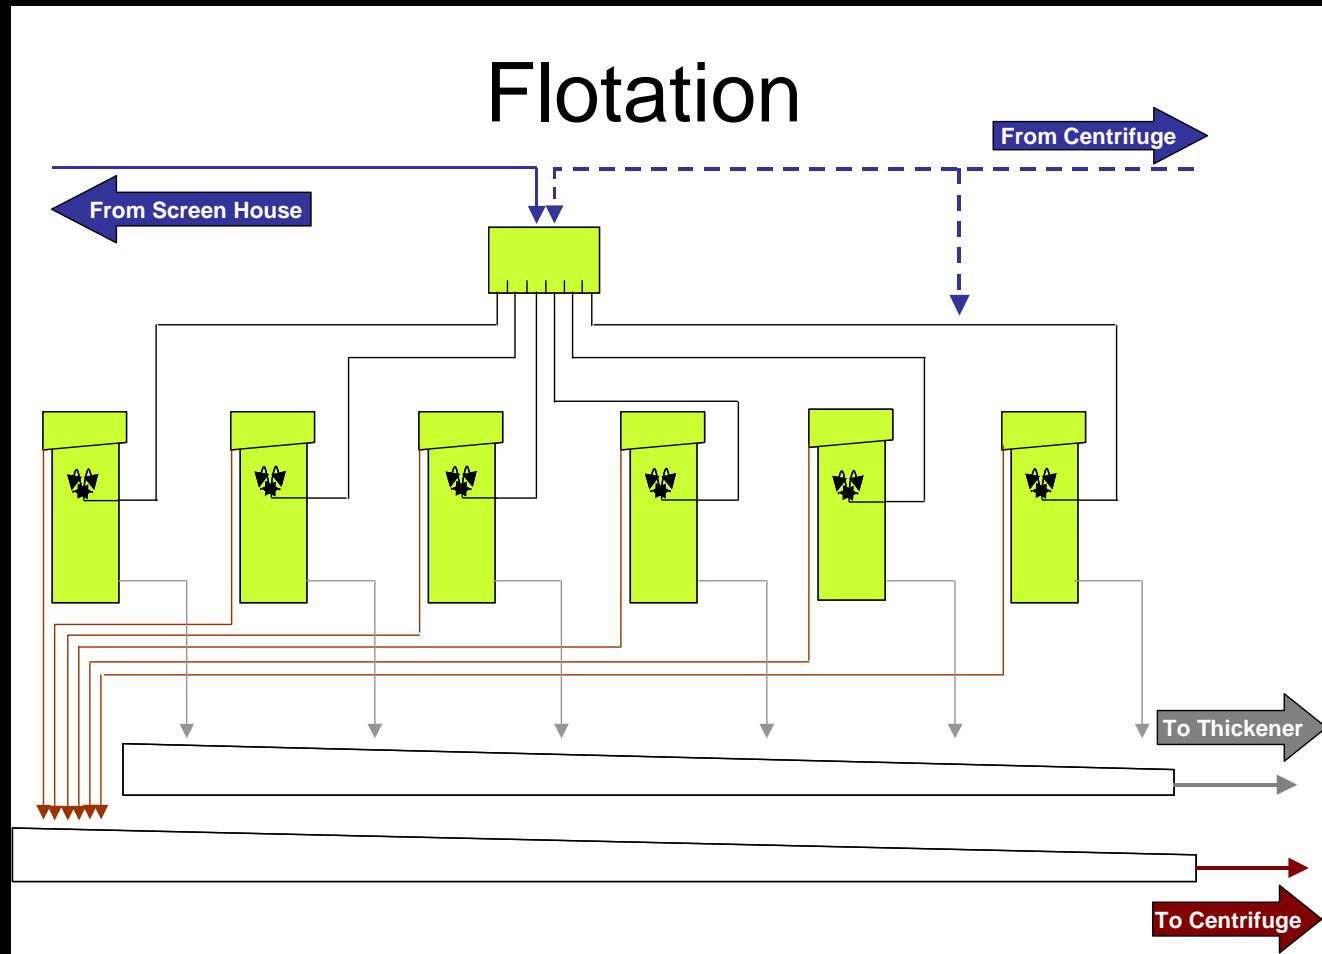 Flotation
From Centrifuge
From Screen House
To Thickener
To Centrifuge